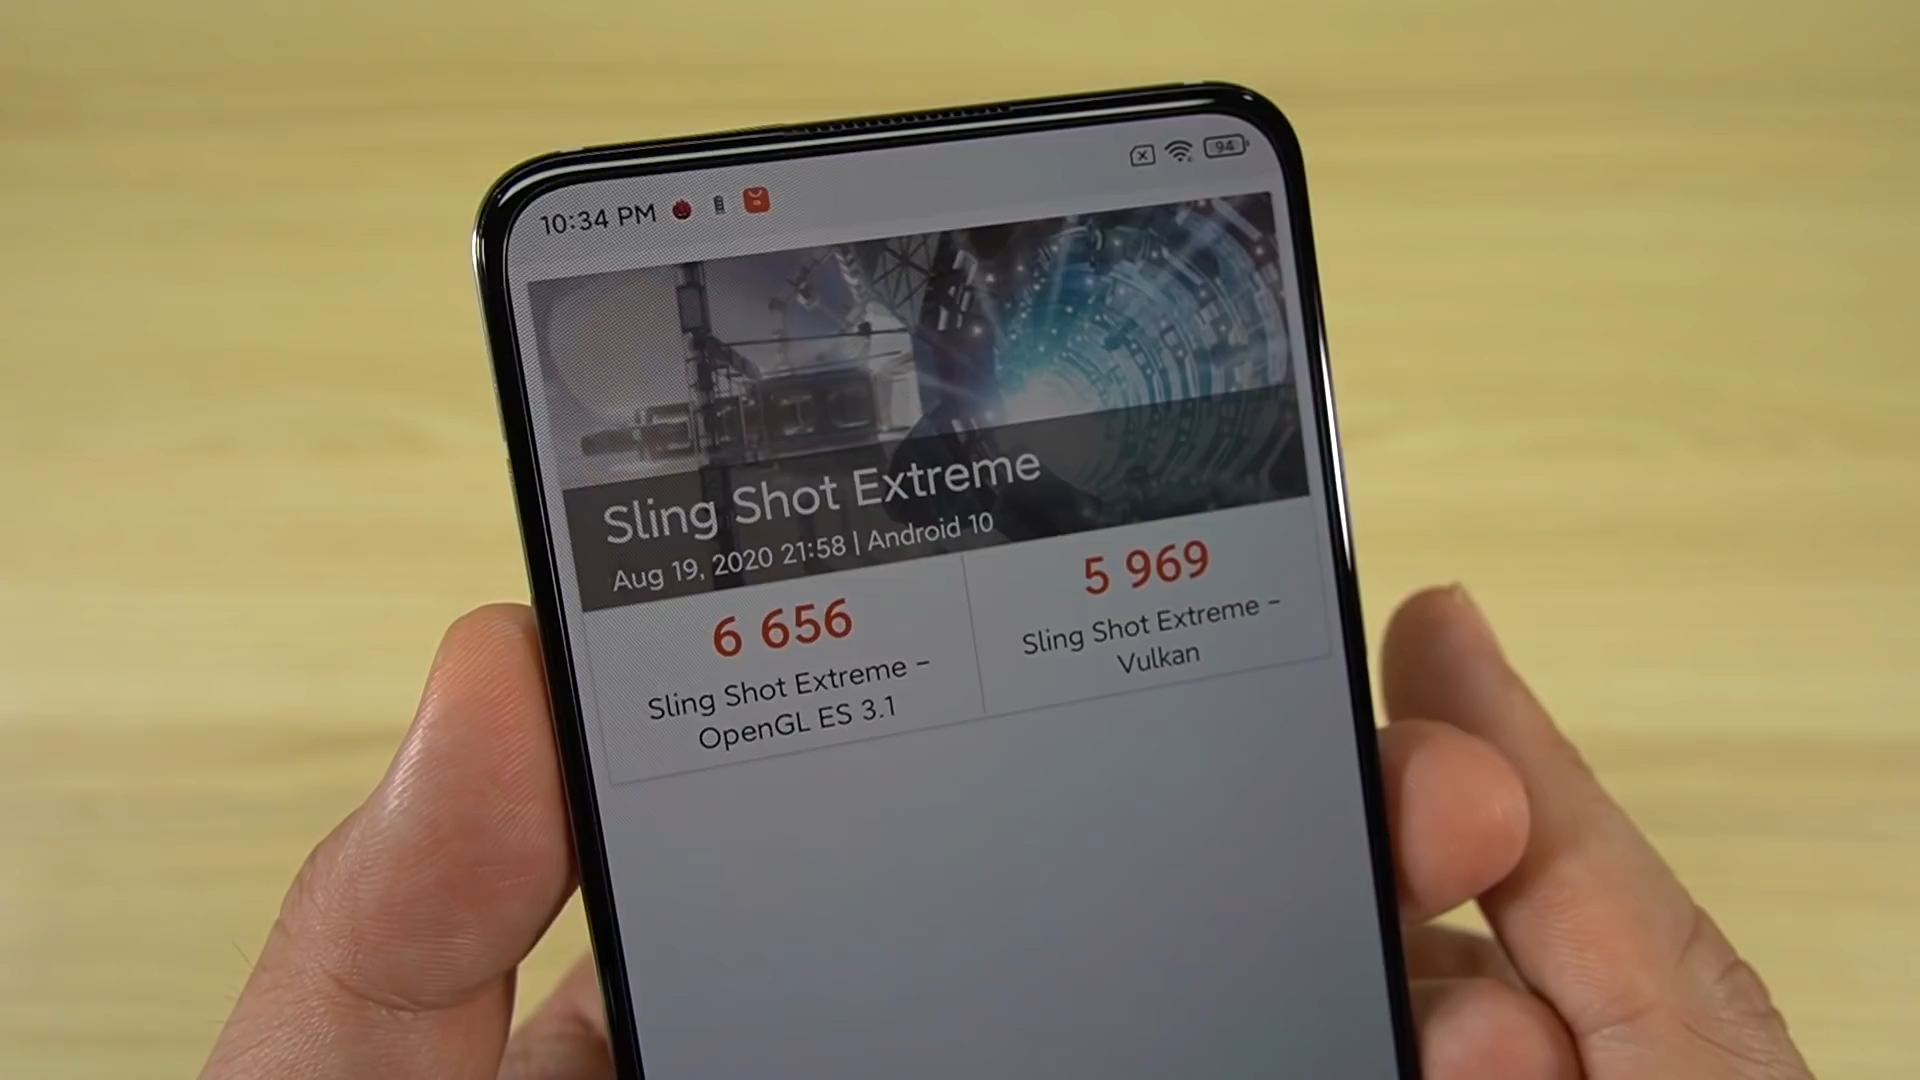 10:34 PM
94
Sling Shot Extreme
Aug 19, 2020 21:58 | Android 10
6 656
Sling Shot Extreme –
OpenGL ES 3.1
5 969
Sling Shot Extreme –
Vulkan